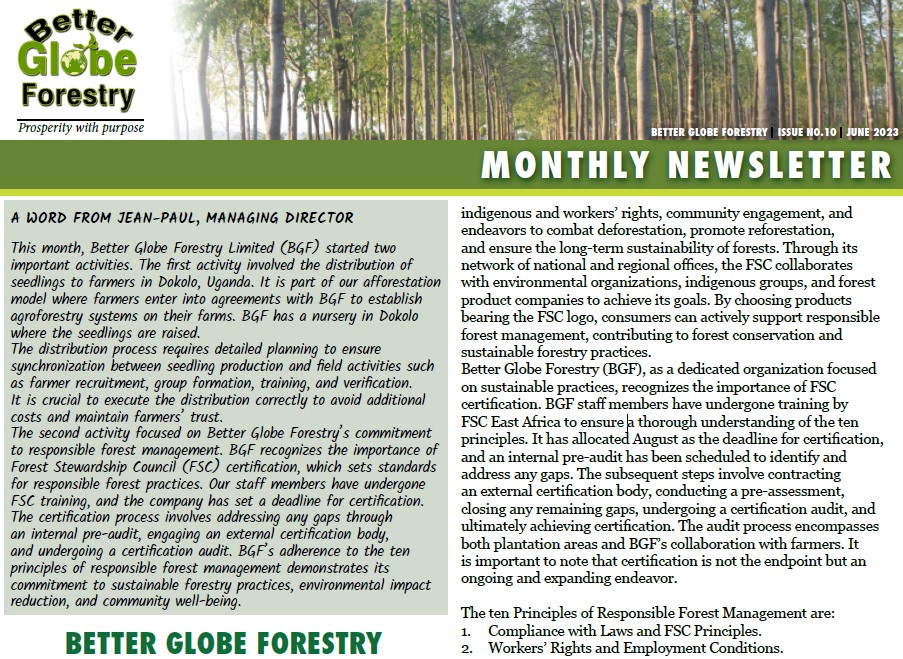 Better
Globe
Forestry
Prosperity with purpose
BETTER GLOBE FORESTRY | ISSUE NO.10 | JUNE 2023
MONTHLY NEWSLETTER
A WORD FROM JEAN-PAUL, MANAGING DIRECTOR
This month, Better Globe Forestry Limited (BGF) started two
important activities. The first activity involved the distribution of
seedlings to farmers in Dokolo, Uganda. It is part of our afforestation
model where farmers enter into agreements with BGF to establish
agroforestry systems on their farms. BGF has a nursery in Dokolo
where the seedlings are raised.
The distribution process requires detailed planning to ensure
synchronization between seedling production and field activities such
as farmer recruitment, group formation, training, and verification.
It is crucial to execute the distribution correctly to avoid additional
costs and maintain farmers' trust.
The second activity focused on Better Globe Forestry's commitment
to responsible forest management. BGF recognizes the importance of
Forest Stewardship Council (FSC) certification, which sets standards
for responsible forest practices. Our staff members have undergone
FSC training, and the company has set a deadline for certification.
The certification process involves addressing any gaps through
an internal pre-audit, engaging an external certification body,
and undergoing a certification audit. BGF's adherence to the ten
principles of responsible forest management demonstrates its
commitment to sustainable forestry practices, environmental impact
reduction, and community well-being.
BETTER GLOBE FORESTRY
indigenous and workers' rights, community engagement, and
endeavors to combat deforestation, promote reforestation,
and ensure the long-term sustainability of forests. Through its
network of national and regional offices, the FSC collaborates
with environmental organizations, indigenous groups, and forest
product companies to achieve its goals. By choosing products
bearing the FSC logo, consumers can actively support responsible
forest management, contributing to forest conservation and
sustainable forestry practices.
Better Globe Forestry (BGF), as a dedicated organization focused
on sustainable practices, recognizes the importance of FSC
certification. BGF staff members have undergone training by
FSC East Africa to ensure a thorough understanding of the ten
principles. It has allocated August as the deadline for certification,
and an internal pre-audit has been scheduled to identify and
address any gaps. The subsequent steps involve contracting
an external certification body, conducting a pre-assessment,
closing any remaining gaps, undergoing a certification audit, and
ultimately achieving certification. The audit process encompasses
both plantation areas and BGF's collaboration with farmers. It
is important to note that certification is not the endpoint but an
ongoing and expanding endeavor.
The ten Principles of Responsible Forest Management are:
1. Compliance with Laws and FSC Principles.
2. Workers' Rights and Employment Conditions.